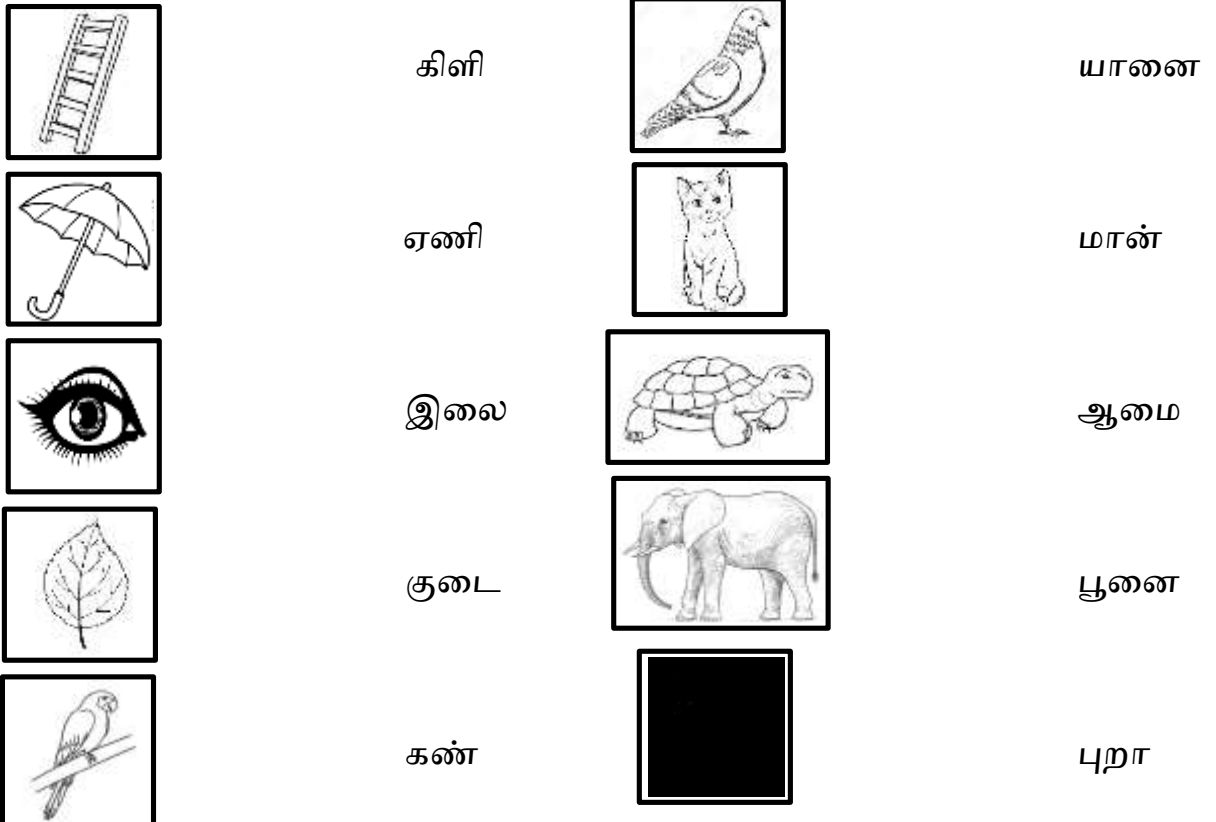 கிளி யானை
ஏணி மான்
இலை ஆமை
குடை பூனை
கண் புறா